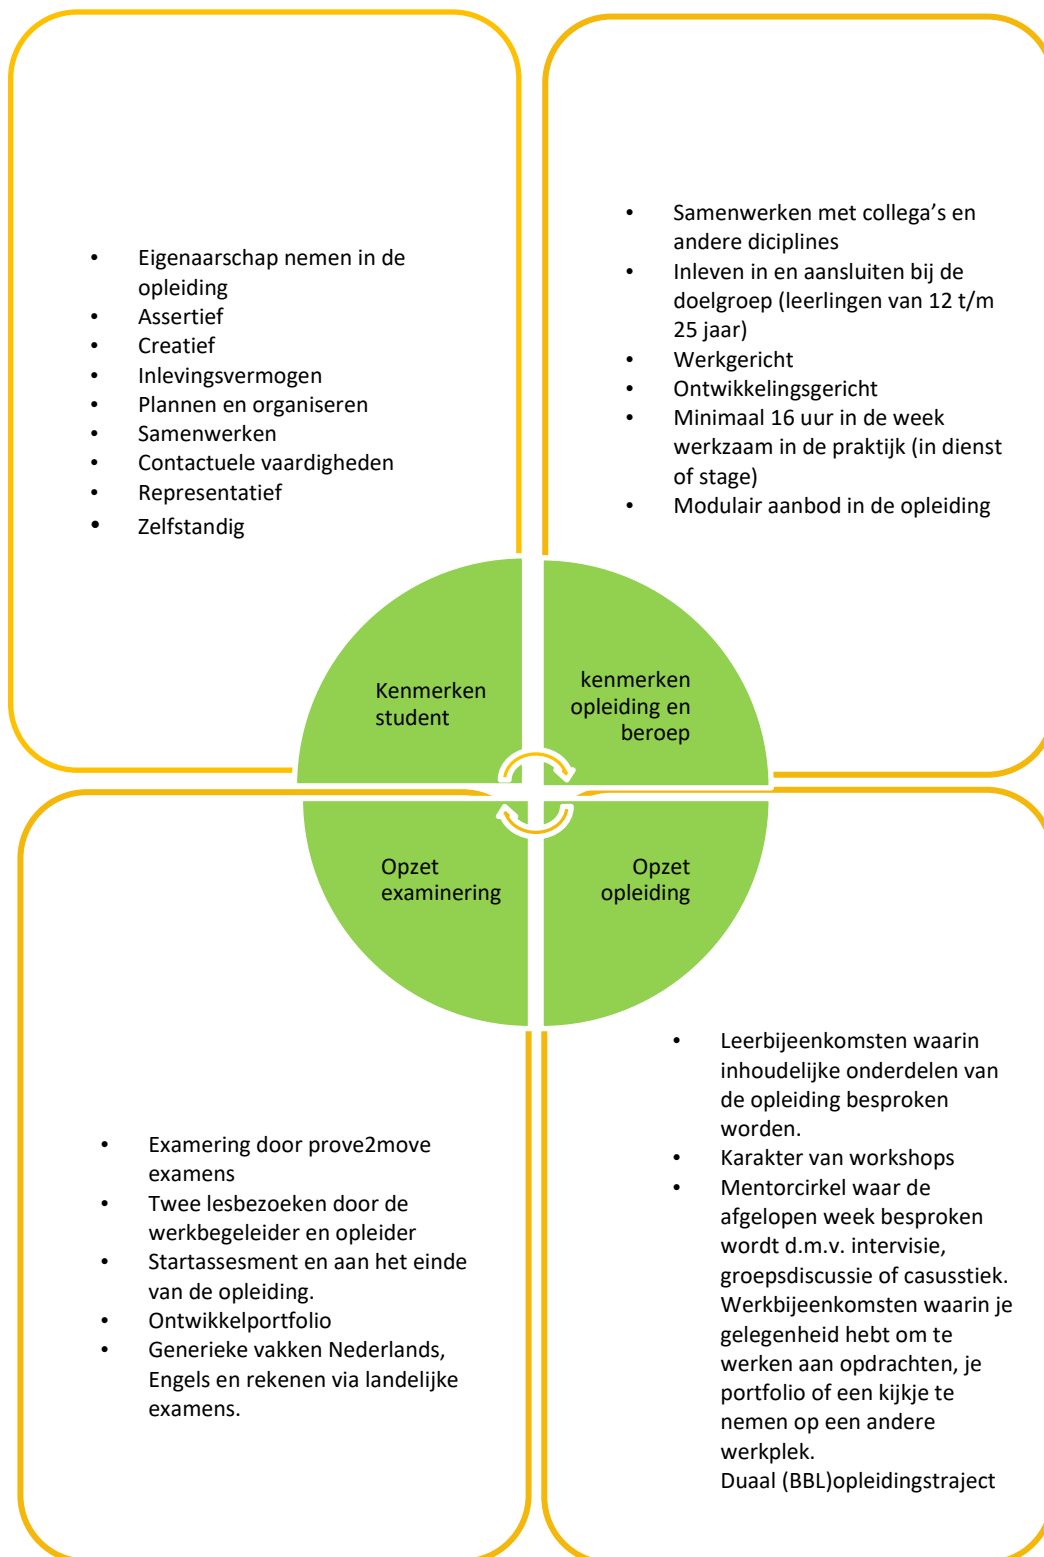 • Eigenaarschap nemen in de
opleiding
• Assertief
• Creatief
• Inlevingsvermogen
• Plannen en organiseren
• Samenwerken
• Contactuele vaardigheden
• Representatief
• Zelfstandig
• Samenwerken met collega’s en
andere diciplines
• Inleven in en aansluiten bij de
doelgroep (leerlingen van 12 t/m
25 jaar)
• Werkgericht
• Ontwikkelingsgericht
• Minimaal 16 uur in de week
werkzaam in de praktijk (in dienst
of stage)
• Modulair aanbod in de opleiding
Kenmerken
student
kenmerken
opleiding en
beroep
Opzet
examinering
Opzet
opleiding
• Examering door prove2move
examens
• Twee lesbezoeken door de
werkbegeleider en opleider
• Startassesment en aan het einde
van de opleiding.
• Ontwikkelportfolio
• Generieke vakken Nederlands,
Engels en rekenen via landelijke
examens.
• Leerbijeenkomsten waarin
inhoudelijke onderdelen van
de opleiding besproken
worden.
• Karakter van workshops
• Mentorcirkel waar de
afgelopen week besproken
wordt d.m.v. intervisie,
groepsdiscussie of casusstiek.
Werkbijeenkomsten waarin je
gelegenheid hebt om te
werken aan opdrachten, je
portfolio of een kijkje te
nemen op een andere
werkplek.
Duaal (BBL)opleidingstraject